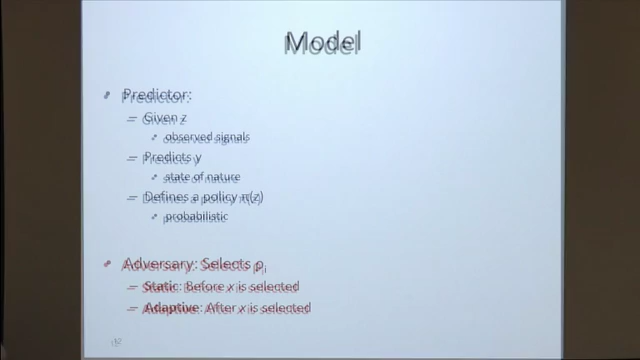 Model
• Predictor:
– Given z
• observed signals
– Predicts y
• state of nature
– Defines a policy π(z)
• probabilistic
• Adversary: Selects ρᵢ
– Static: Before x is selected
– Adaptive: After x is selected